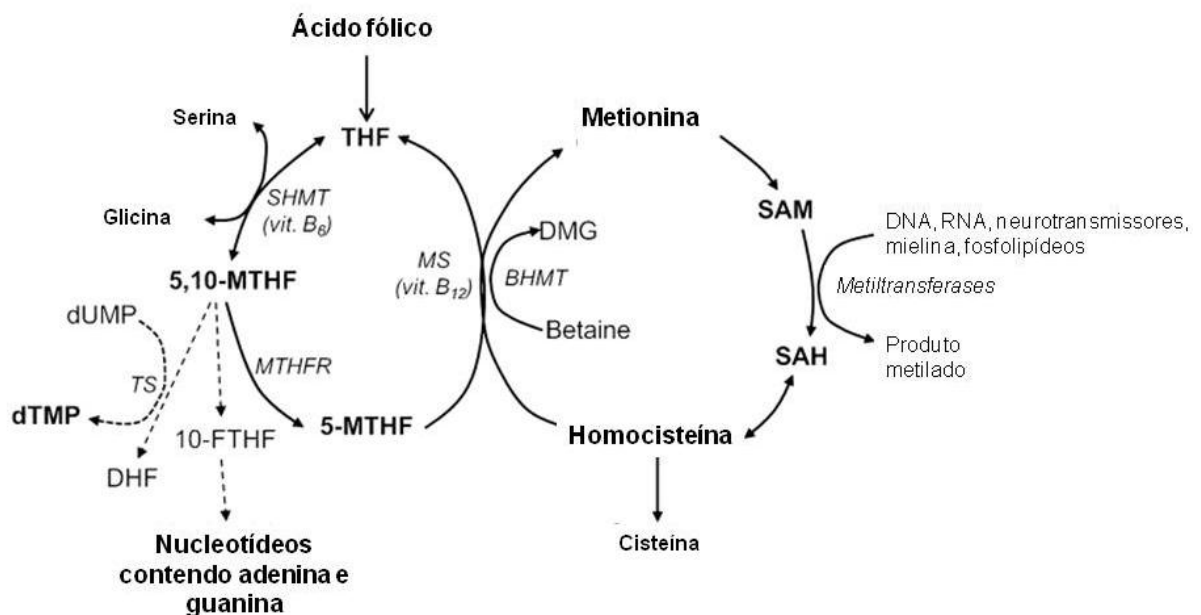 Ácido fólico
Serina
THF
Metionina
SHMT
(vit. B6)
Glicina
SAM
DNA, RNA, neurotransmissores,
mielina, fosfolipídeos
DMG
MS
(vit. B12)
BHMT
Metiltransferases
5,10-MTHF
dUMP
Betaine
MTHFR
SAH
Produto
metilado
TS
dTMP
10-FTHF
5-MTHF
Homocisteína
DHF
Nucleotídeos
contendo adenina e
guanina
Cisteína